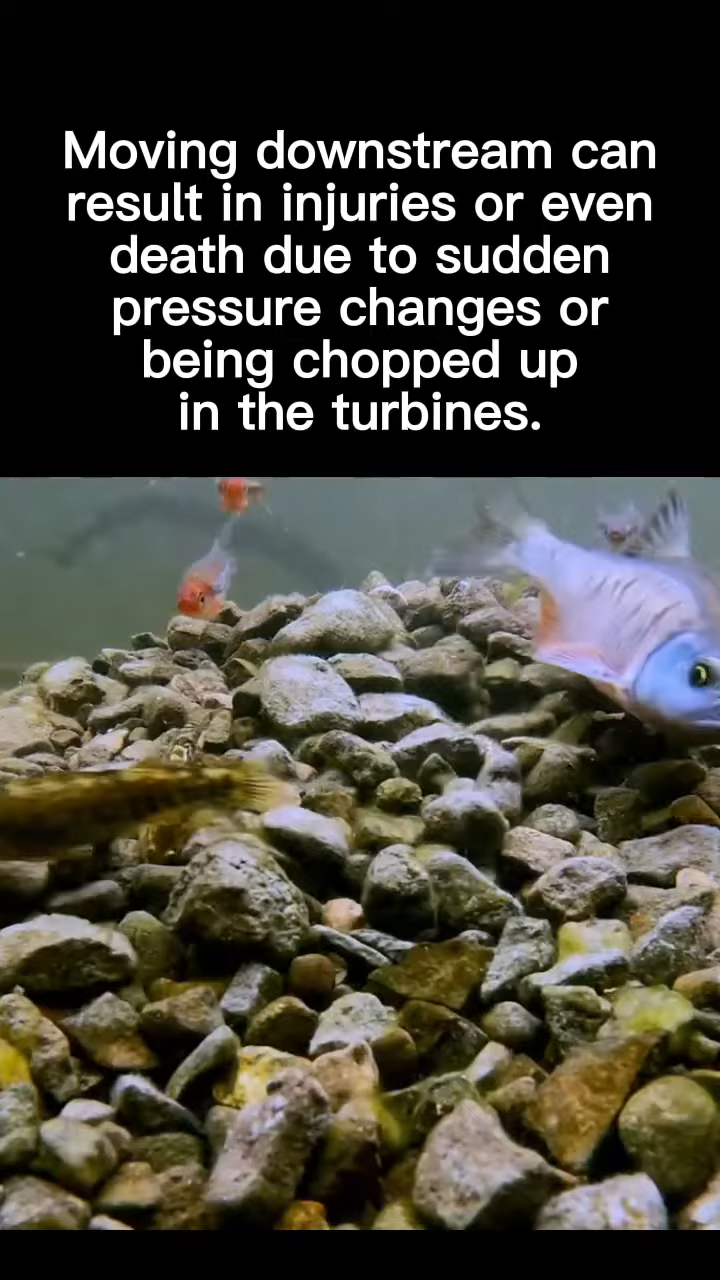 Moving downstream can
result in injuries or even
death due to sudden
pressure changes or
being chopped up
in the turbines.